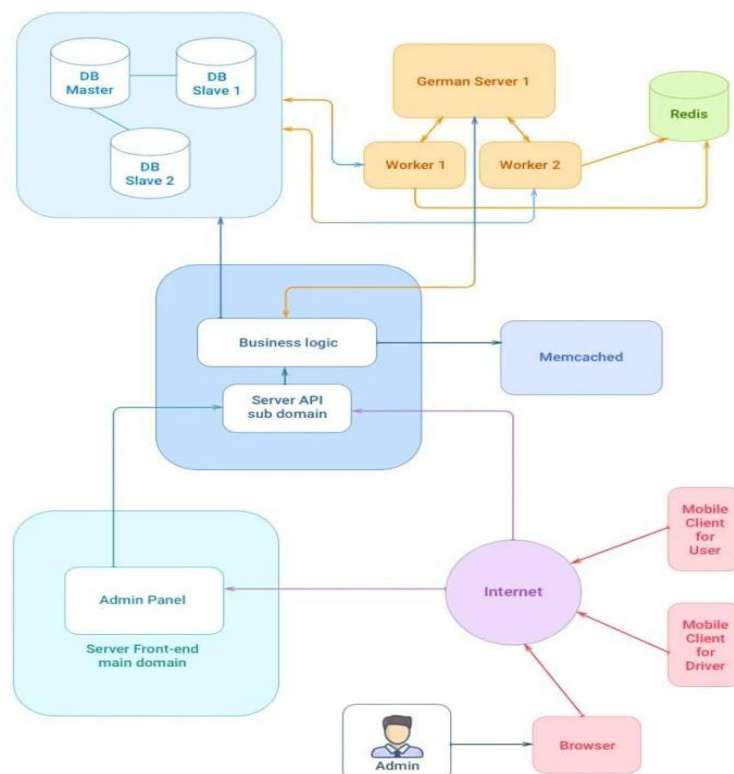 DB
Master
DB
Slave 1
DB
Slave 2
German Server 1
Worker 1
Worker 2
Redis
Business logic
Server API
sub domain
Memcached
Admin Panel
Server Front-end
main domain
Internet
Mobile
Client
for
User
Mobile
Client
for
Driver
Browser
Admin